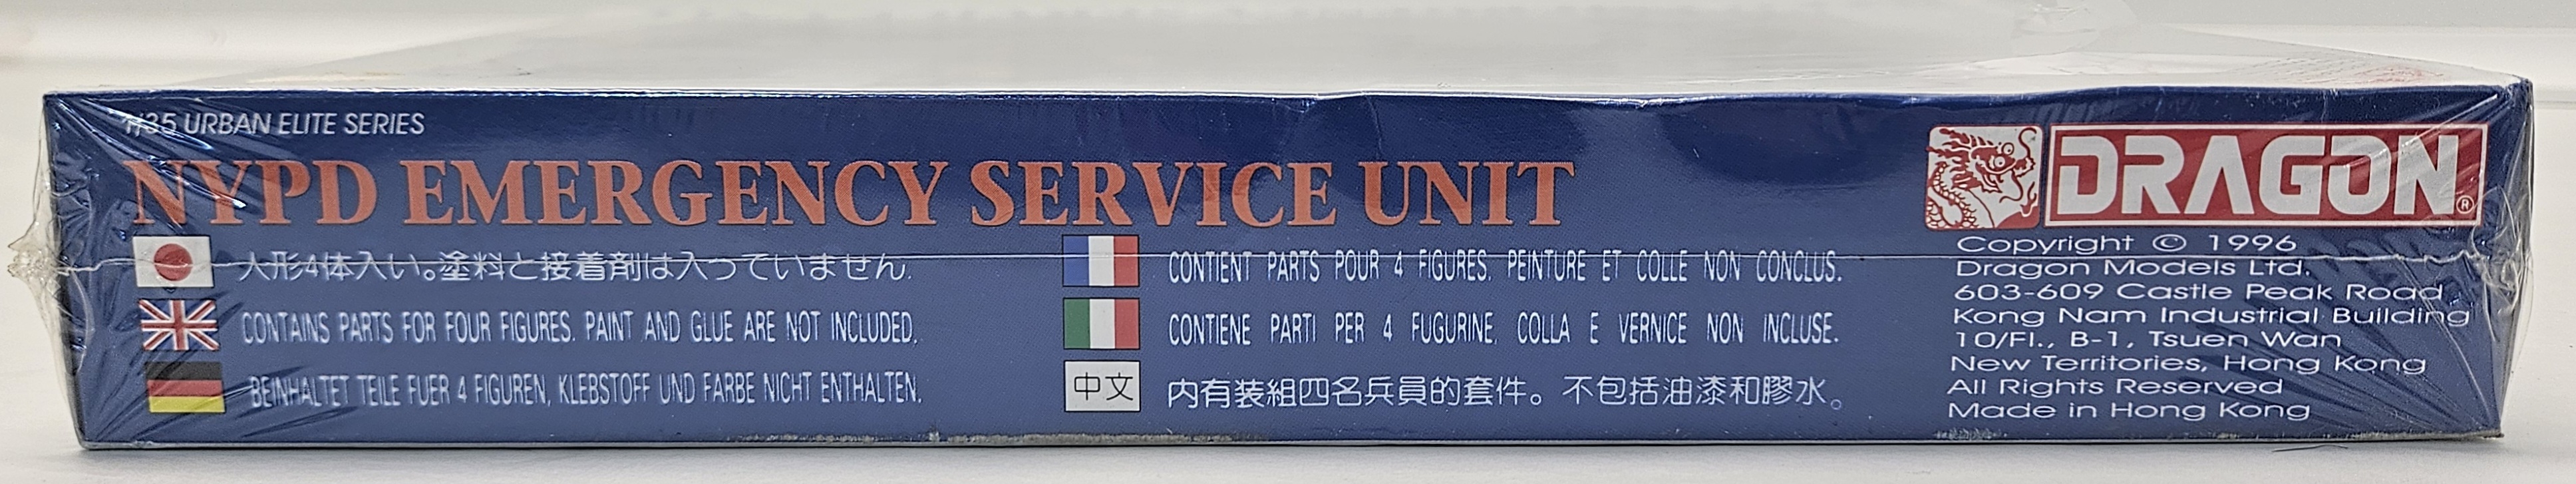 1/35 URBAN ELITE SERIES
NYPD EMERGENCY SERVICE UNIT
人形4体入い。塗料と接着剤は入っていません.
CONTAINS PARTS FOR FOUR FIGURES. PAINT AND GLUE ARE NOT INCLUDED.
BEINHALTET TEILE FUER 4 FIGUREN, KLEBSTOFF UND FARBE NICHT ENTHALTEN.
CONTIENT PARTS POUR 4 FIGURES. PEINTURE ET COLLE NON CONCLUS.
CONTIENE PARTI PER 4 FUGURINE, COLLA E VERNICE NON INCLUSE.
中文 内有装組四名兵員的套件。不包括油漆和膠水。
DRAGON®
Copyright © 1996
Dragon Models Ltd.
603-609 Castle Peak Road
Kong Nam Industrial Building
10/Fl., B-1, Tsuen Wan
New Territories, Hong Kong
All Rights Reserved
Made in Hong Kong